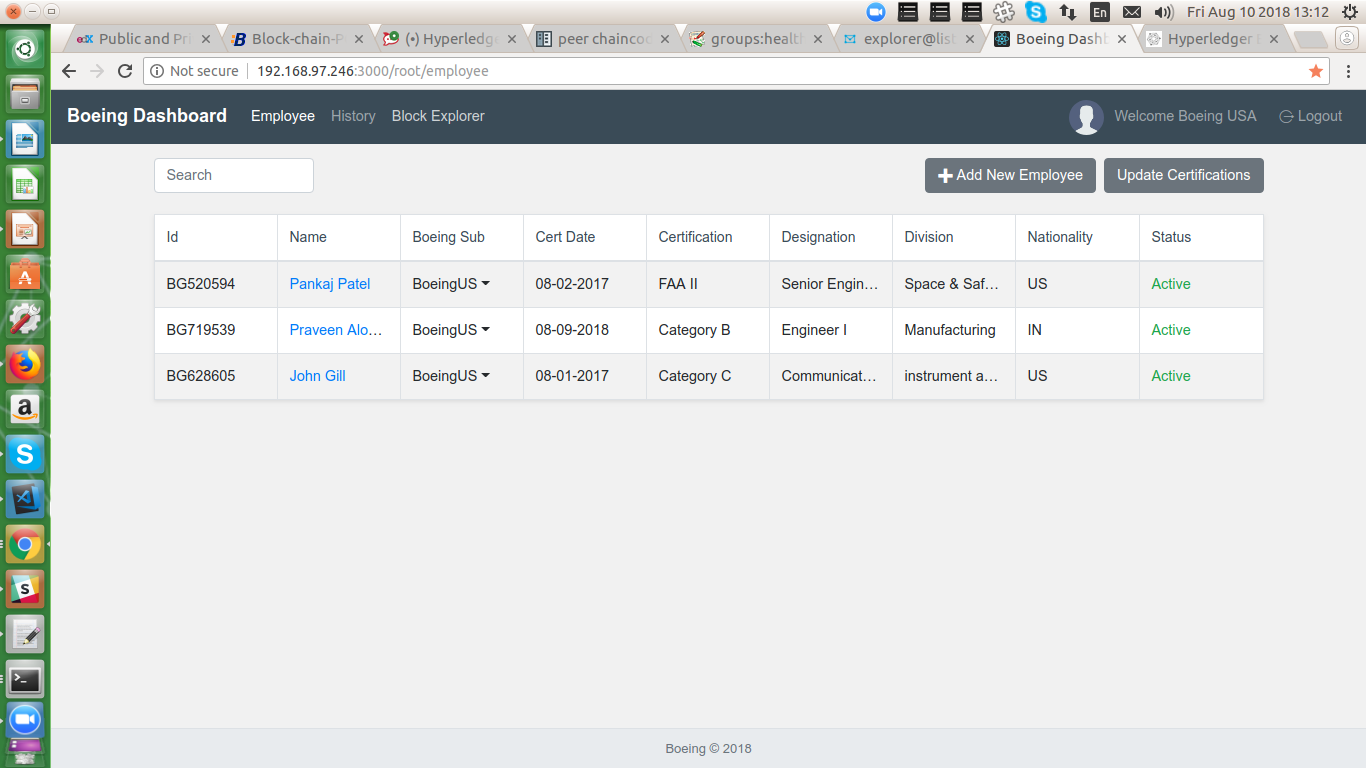 En Fri Aug 10 2018 13:12
edX Public and Pri Block-chain-P (•) Hyperledge peer chaincod groups:health explorer@list Boeing Dashb Hyperledger
Not secure 192.168.97.246:3000/root/employee
Boeing Dashboard Employee History Block Explorer Welcome Boeing USA Logout
Search Add New Employee Update Certifications
Id Name Boeing Sub Cert Date Certification Designation Division Nationality Status
BG520594 Pankaj Patel BoeingUS 08-02-2017 FAA II Senior Engin… Space & Saf… US Active
BG719539 Praveen Alo… BoeingUS 08-09-2018 Category B Engineer I Manufacturing IN Active
BG628605 John Gill BoeingUS 08-01-2017 Category C Communicat… instrument a… US Active
Boeing © 2018